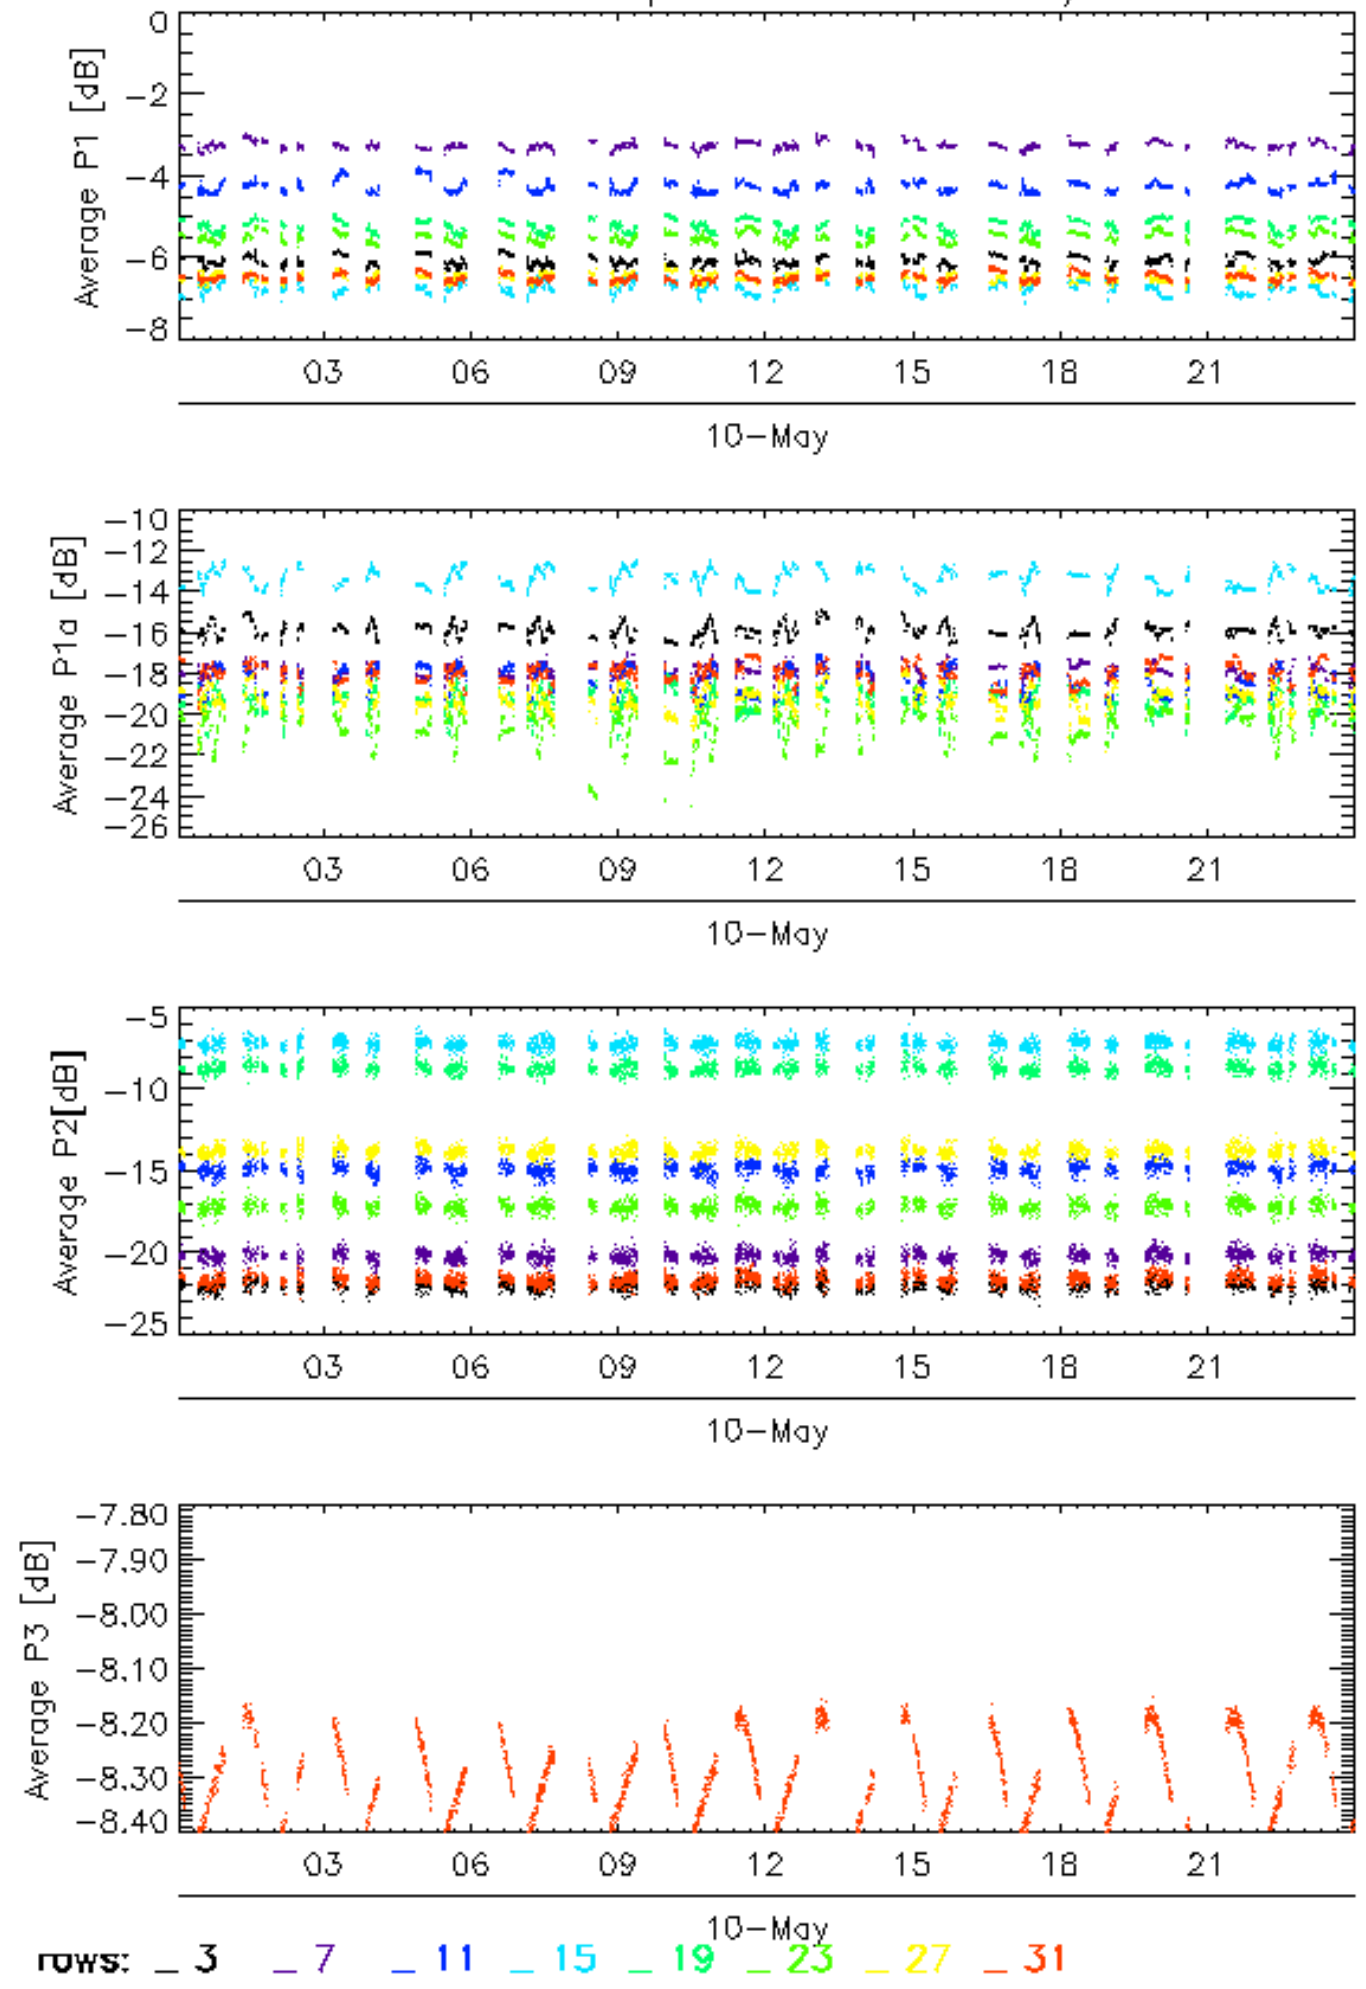 0
-2
-4
-6
-8
Average P1 [dB]
03 06 09 12 15 18 21
10-May
-10
-12
-14
-16
-18
-20
-22
-24
-26
Average P1a [dB]
03 06 09 12 15 18 21
10-May
-5
-10
-15
-20
-25
Average P2[dB]
03 06 09 12 15 18 21
10-May
-7.80
-7.90
-8.00
-8.10
-8.20
-8.30
-8.40
Average P3 [dB]
03 06 09 12 15 18 21
10-May
rows: _ 3 _ 7 _ 11 _ 15 _ 19 _ 23 _ 27 _ 31